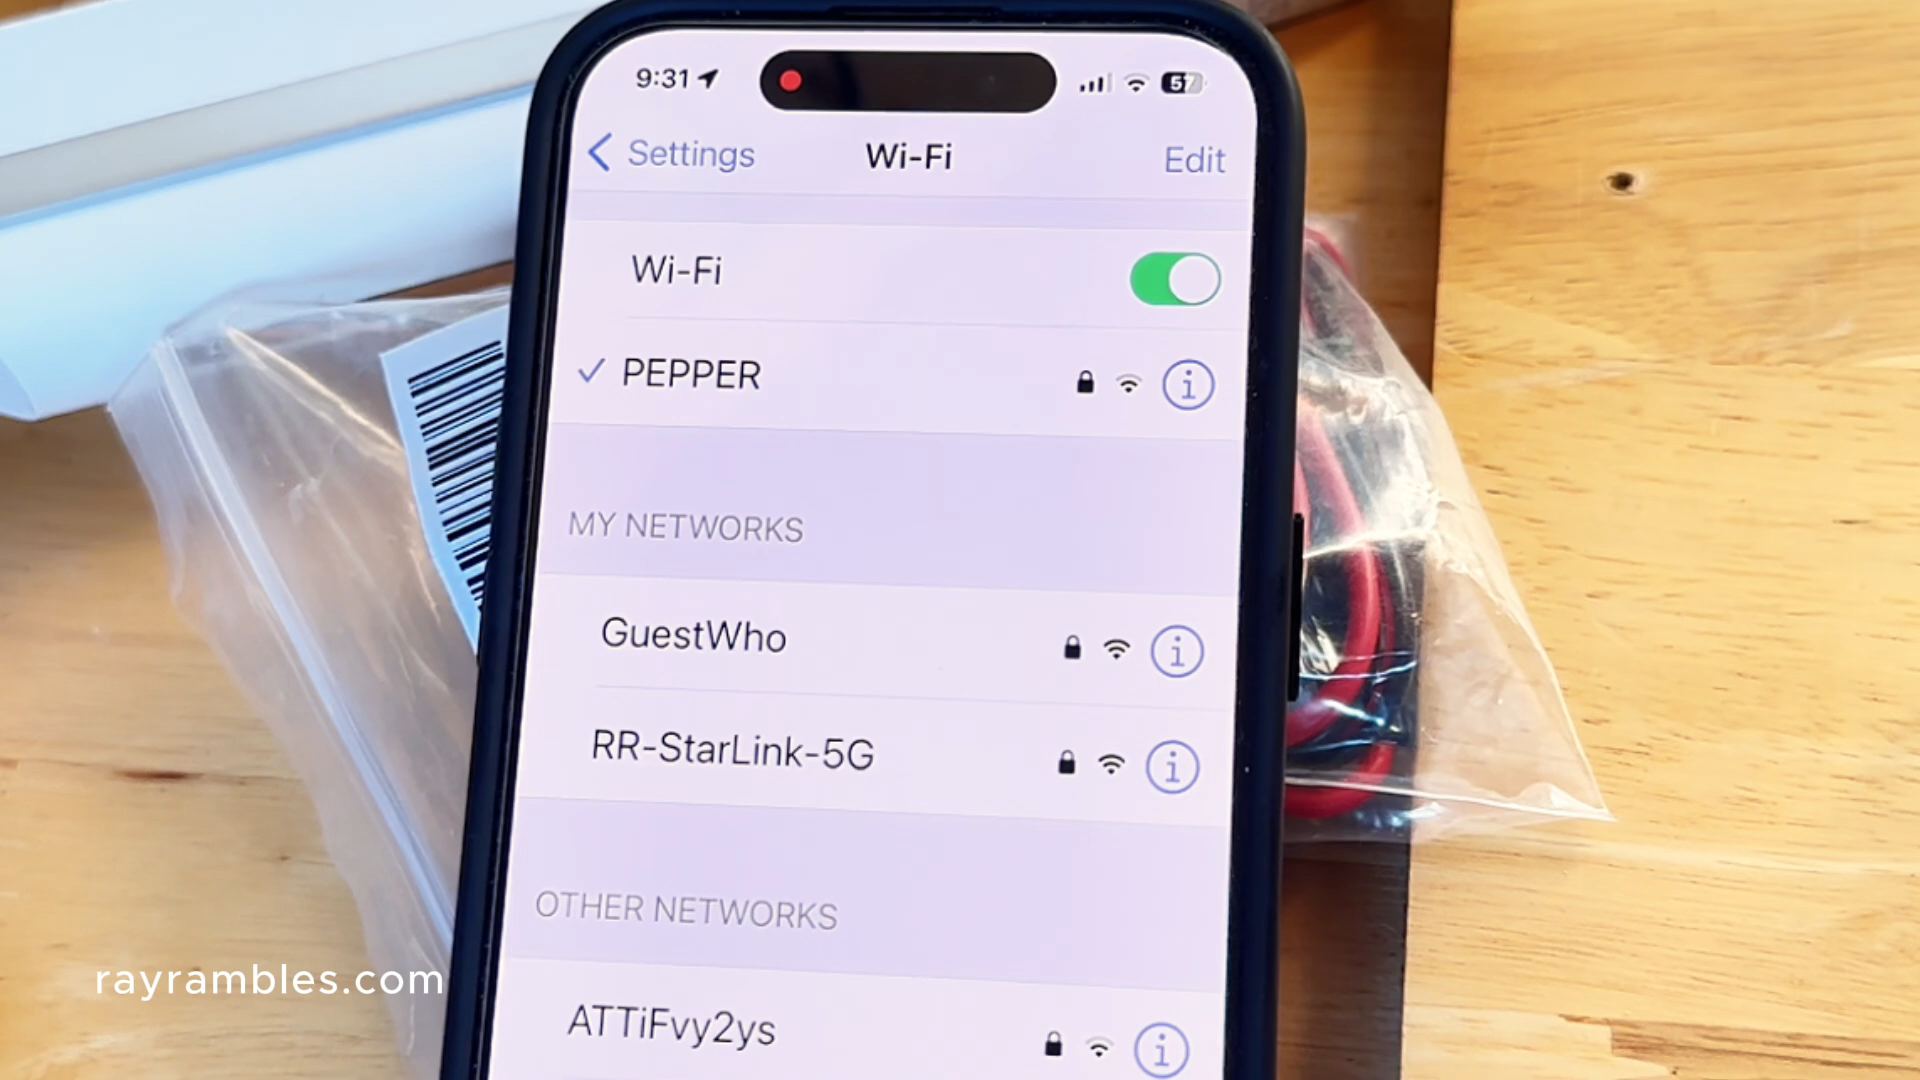 9:31 57
Settings Wi-Fi Edit
Wi-Fi
PEPPER
MY NETWORKS
GuestWho
RR-StarLink-5G
OTHER NETWORKS
ATTiFvy2ys
rayrambles.com